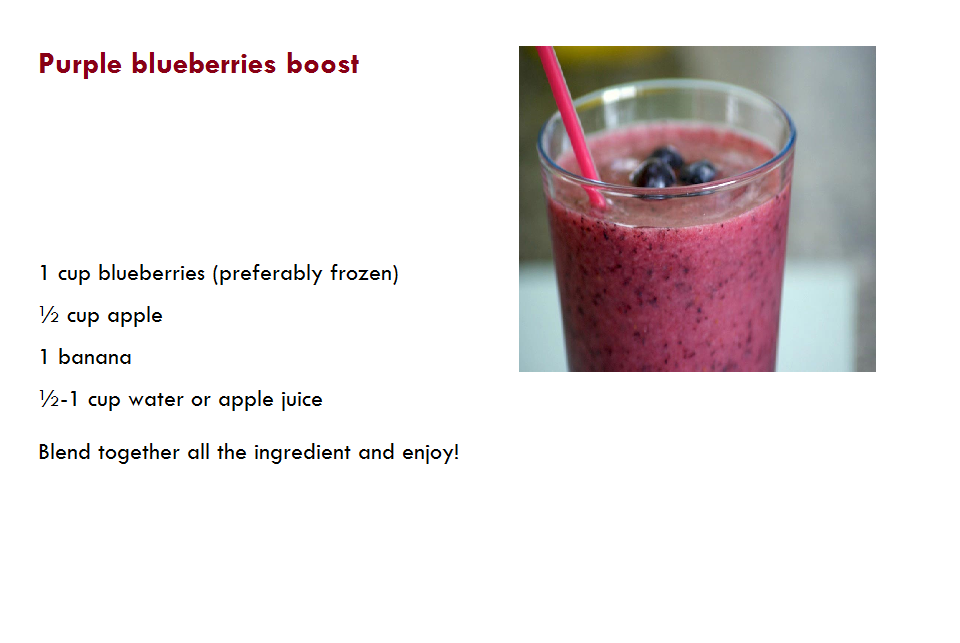 Purple blueberries boost
1 cup blueberries (preferably frozen)
½ cup apple
1 banana
½-1 cup water or apple juice
Blend together all the ingredient and enjoy!